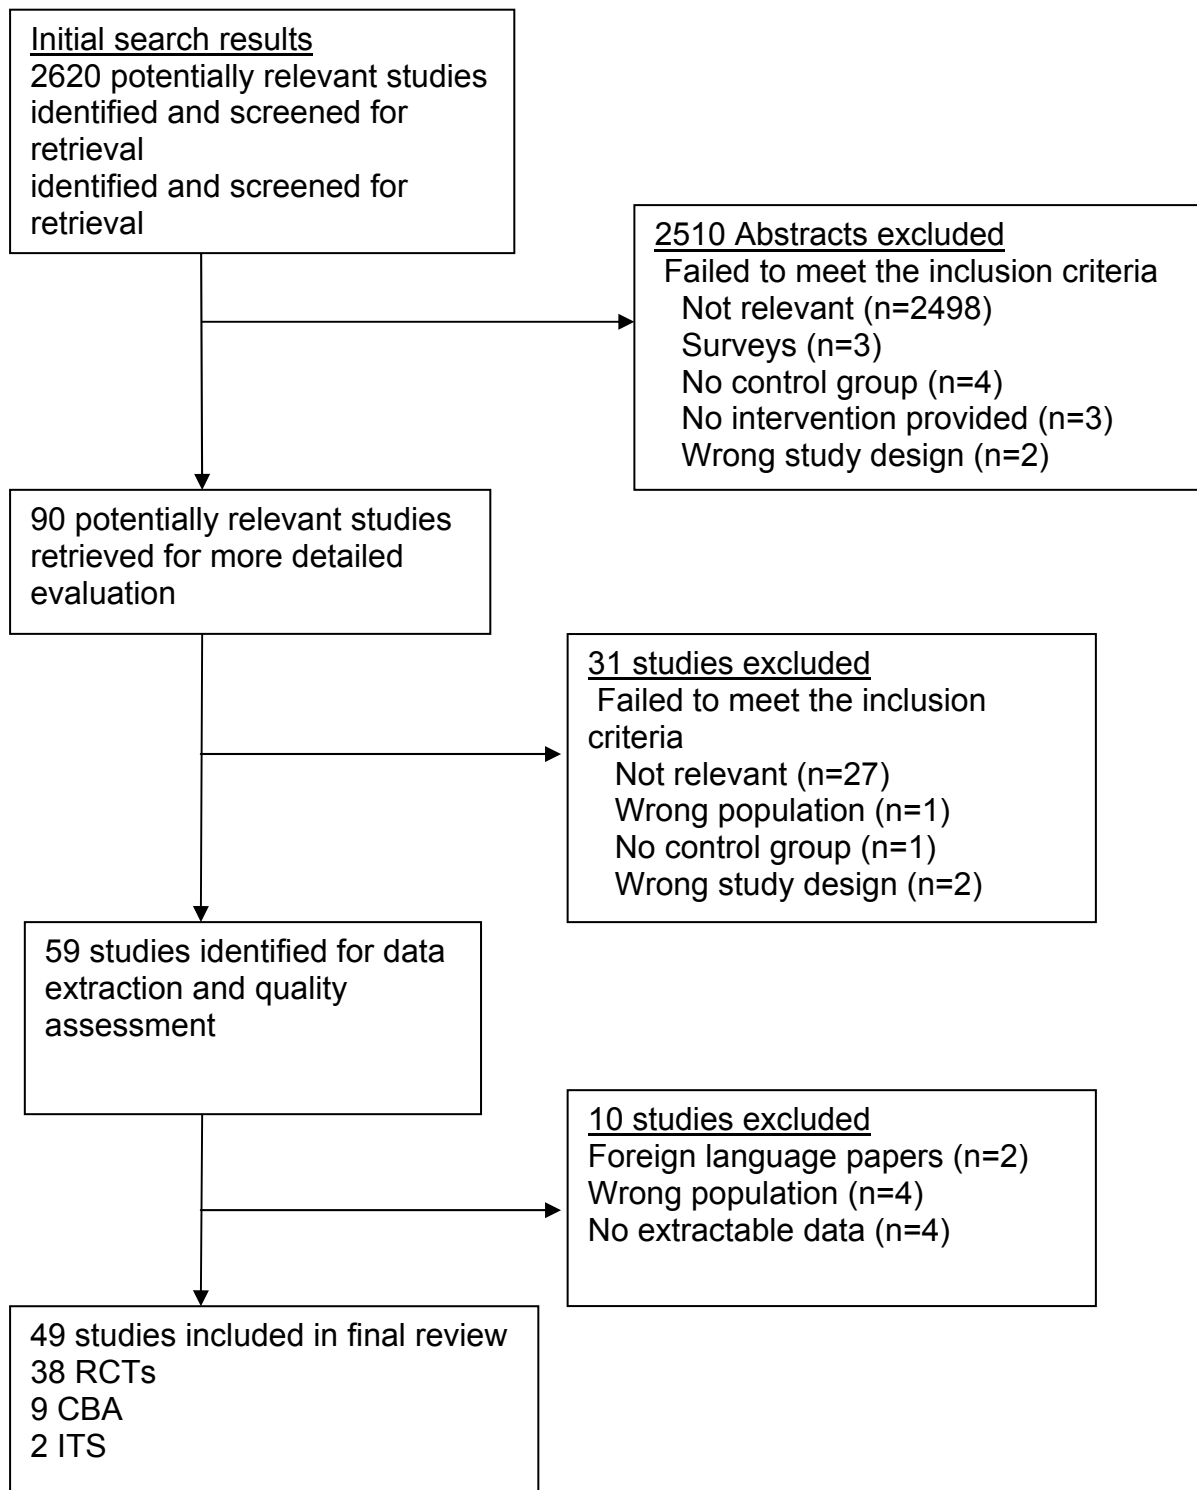 Initial search results
2620 potentially relevant studies
identified and screened for
retrieval
identified and screened for
retrieval
2510 Abstracts excluded
Failed to meet the inclusion criteria
Not relevant (n=2498)
Surveys (n=3)
No control group (n=4)
No intervention provided (n=3)
Wrong study design (n=2)
90 potentially relevant studies
retrieved for more detailed
evaluation
31 studies excluded
Failed to meet the inclusion
criteria
Not relevant (n=27)
Wrong population (n=1)
No control group (n=1)
Wrong study design (n=2)
59 studies identified for data
extraction and quality
assessment
10 studies excluded
Foreign language papers (n=2)
Wrong population (n=4)
No extractable data (n=4)
49 studies included in final review
38 RCTs
9 CBA
2 ITS